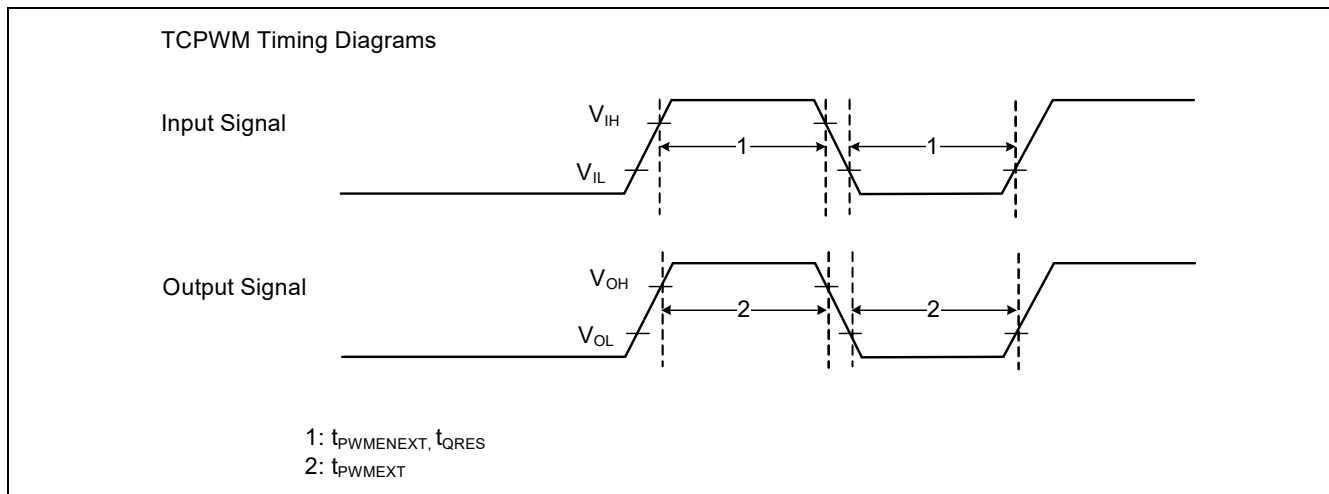 TCPWM Timing Diagrams
Input Signal
VIH
1
1
VIL
Output Signal
VOH
2
2
VOL
1: tPWMENEXT, tQRES
2: tPWMEXT